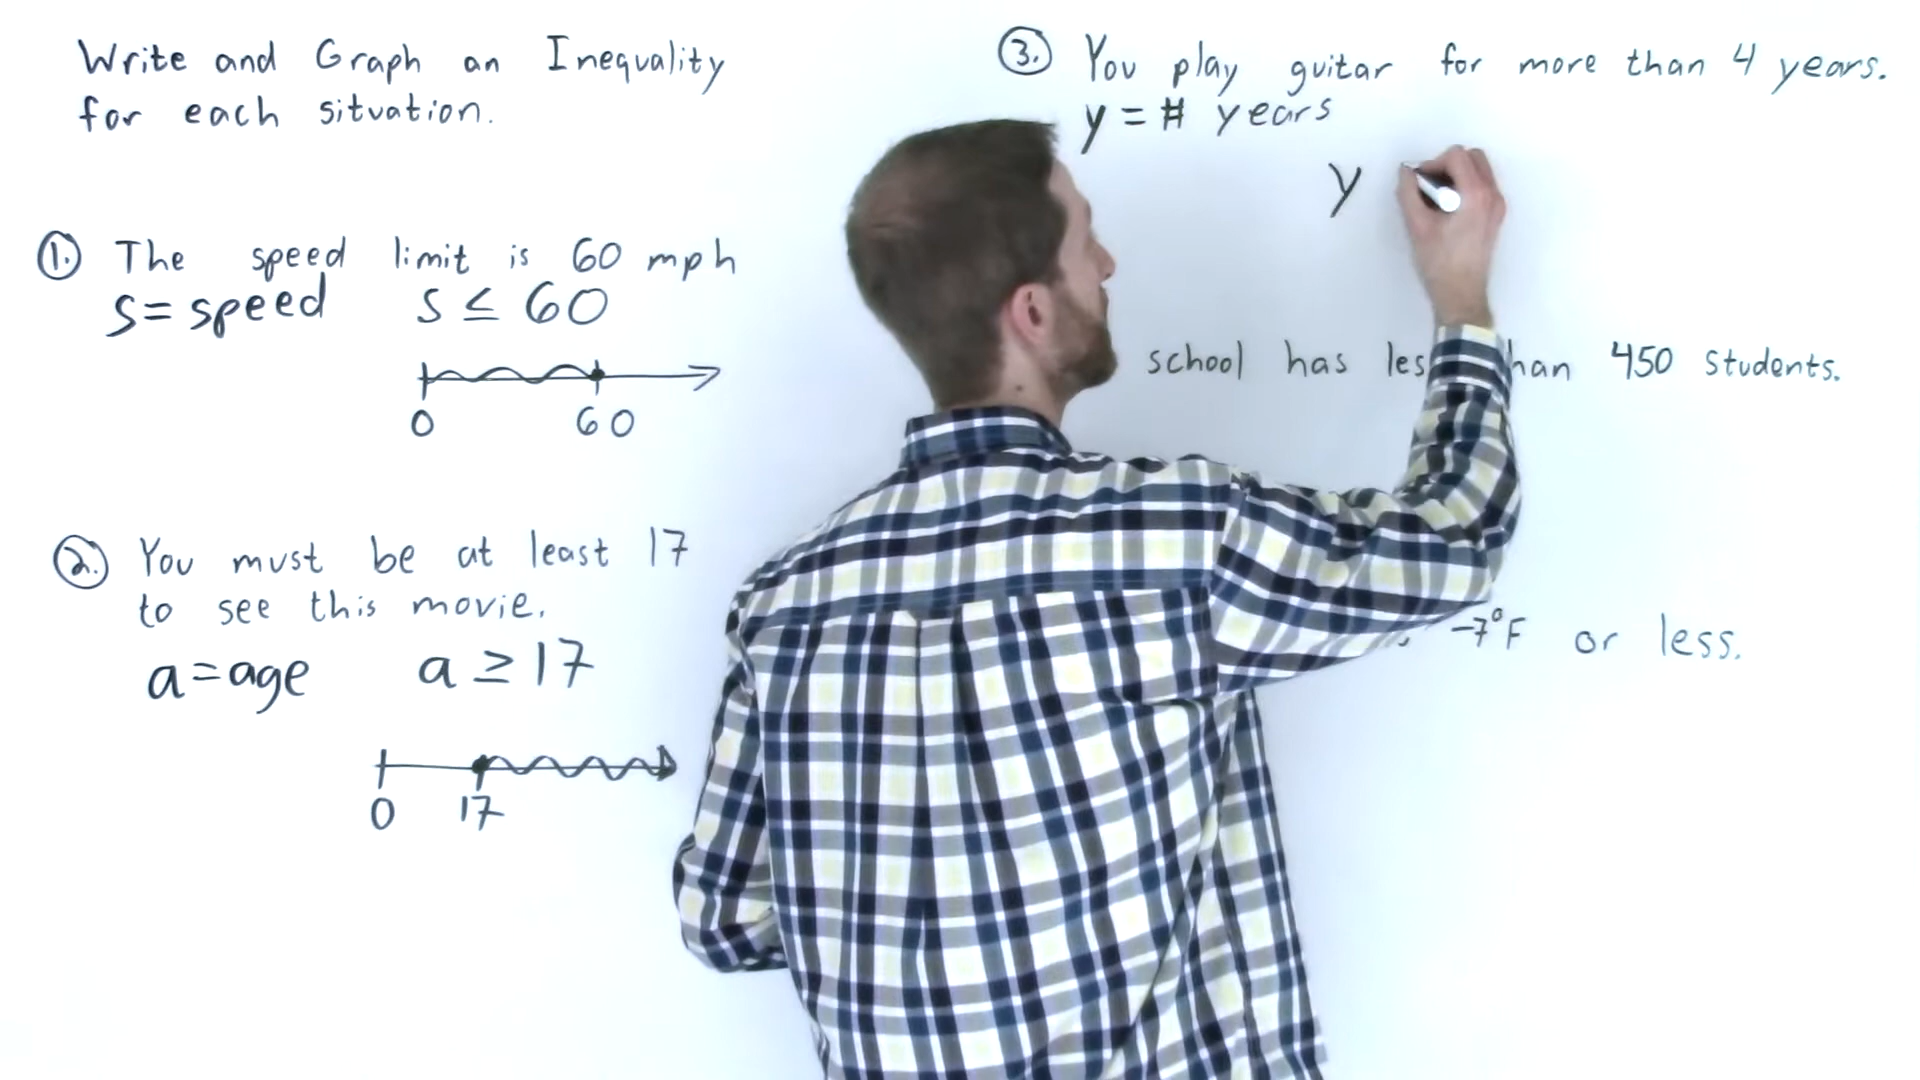 Write and Graph an Inequality
for each situation.
1. The speed limit is 60 mph
s = speed s ≤ 60
0 60
2. You must be at least 17
to see this movie.
a = age a ≥ 17
0 17
3. You play guitar for more than 4 years.
y = # years
y
school has 450 students.
-7°F or less.